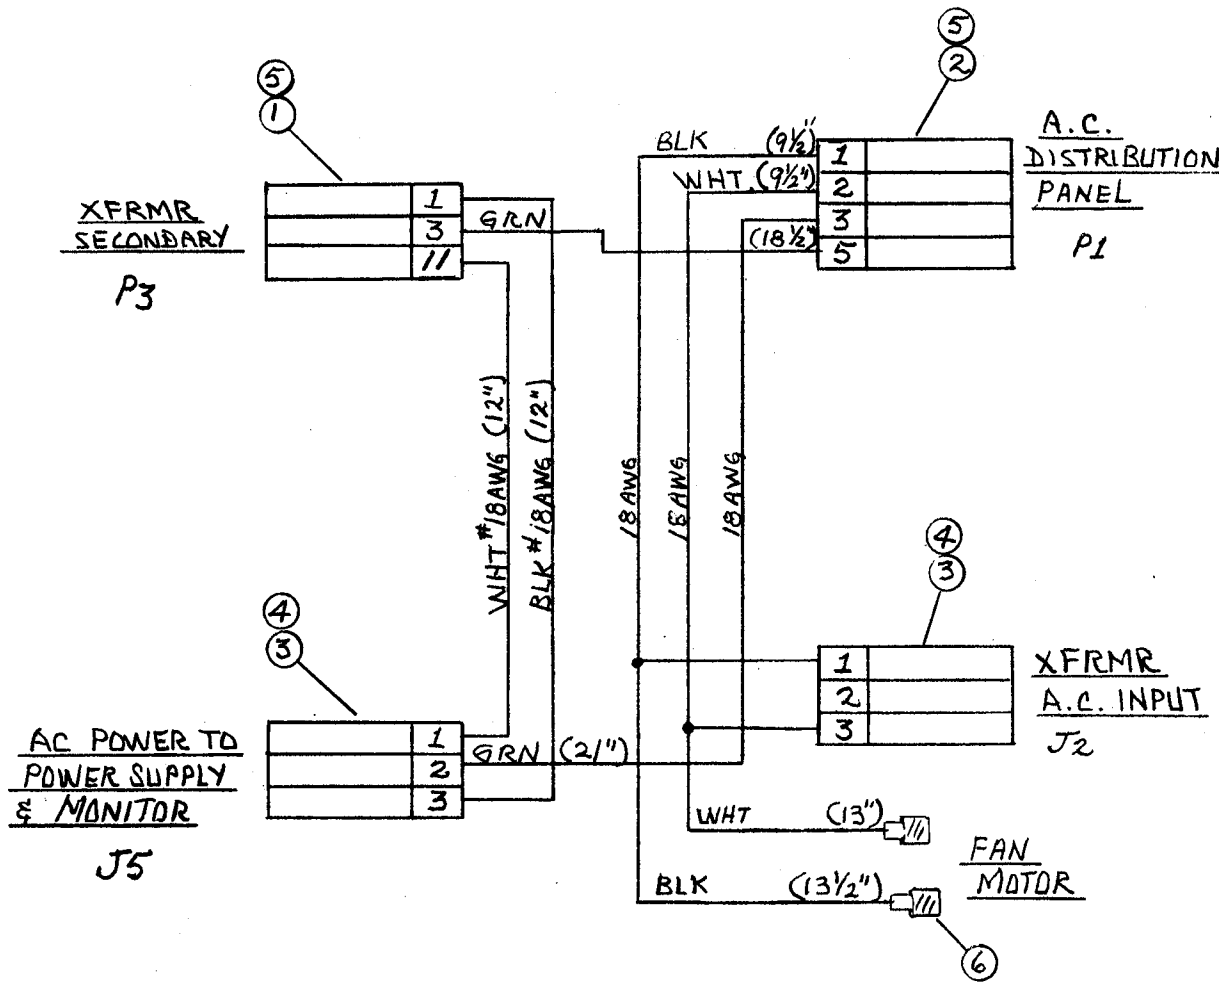 5
2
5
1
A.C.
DISTRIBUTION
PANEL
P1
BLK (9½")
WHT. (9½")
(18½")
1
2
3
5
XFRMR
SECONDARY
P3
1
3
11
GRN
WHT #18AWG (12")
BLK #18AWG (12")
18AWG
18AWG
18AWG
4
3
4
3
XFRMR
A.C. INPUT
J2
1
2
3
AC POWER TO
POWER SUPPLY
& MONITOR
J5
1
2
3
GRN (21")
WHT (13")
BLK (13½")
FAN
MOTOR
6